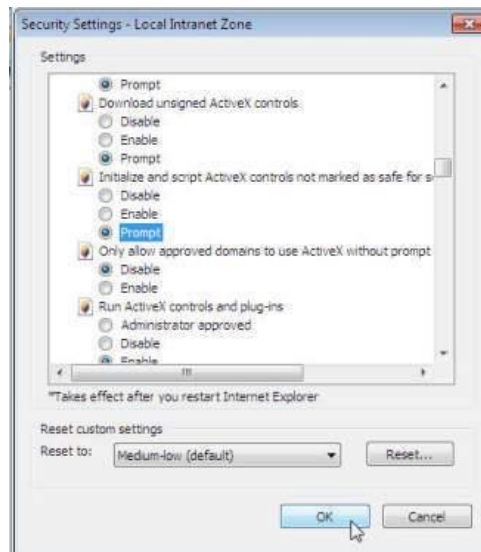 Security Settings - Local Intranet Zone
Settings
Prompt
Download unsigned ActiveX controls
Disable
Enable
Prompt
Initialize and script ActiveX controls not marked as safe for s
Disable
Enable
Prompt
Only allow approved domains to use ActiveX without prompt
Disable
Enable
Run ActiveX controls and plug-ins
Administrator approved
Disable
Enable
*Takes effect after you restart Internet Explorer
Reset custom settings
Reset to:
Medium-low (default)
Reset...
OK
Cancel